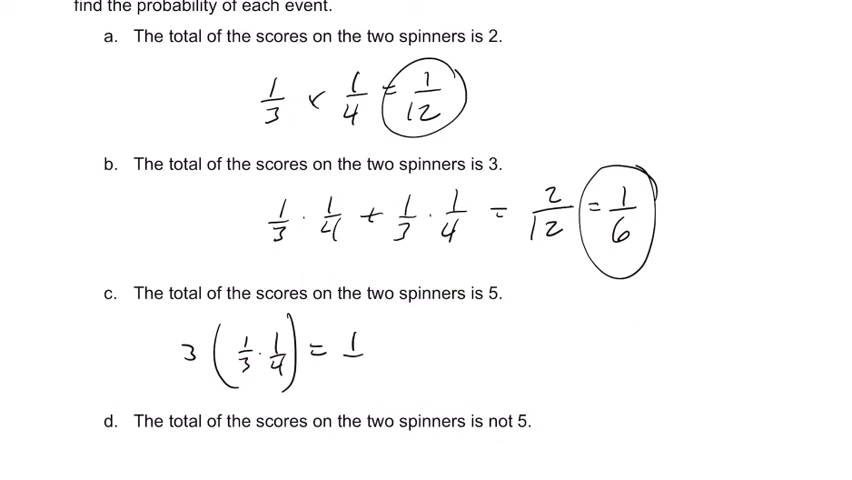 find the probability of each event.
a. The total of the scores on the two spinners is 2.
1/3 × 1/4 = 1/12
b. The total of the scores on the two spinners is 3.
1/3 · 1/4 + 1/3 · 1/4 = 2/12 = 1/6
c. The total of the scores on the two spinners is 5.
3 (1/3 · 1/4) = 1
d. The total of the scores on the two spinners is not 5.